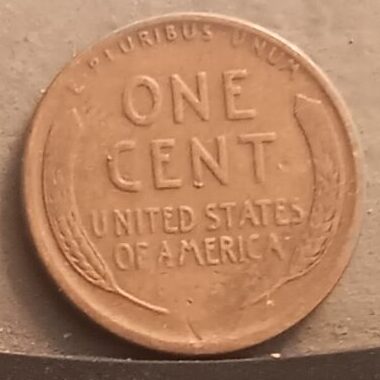 E PLURIBUS UNUM
ONE
CENT
UNITED STATES
OF AMERICA